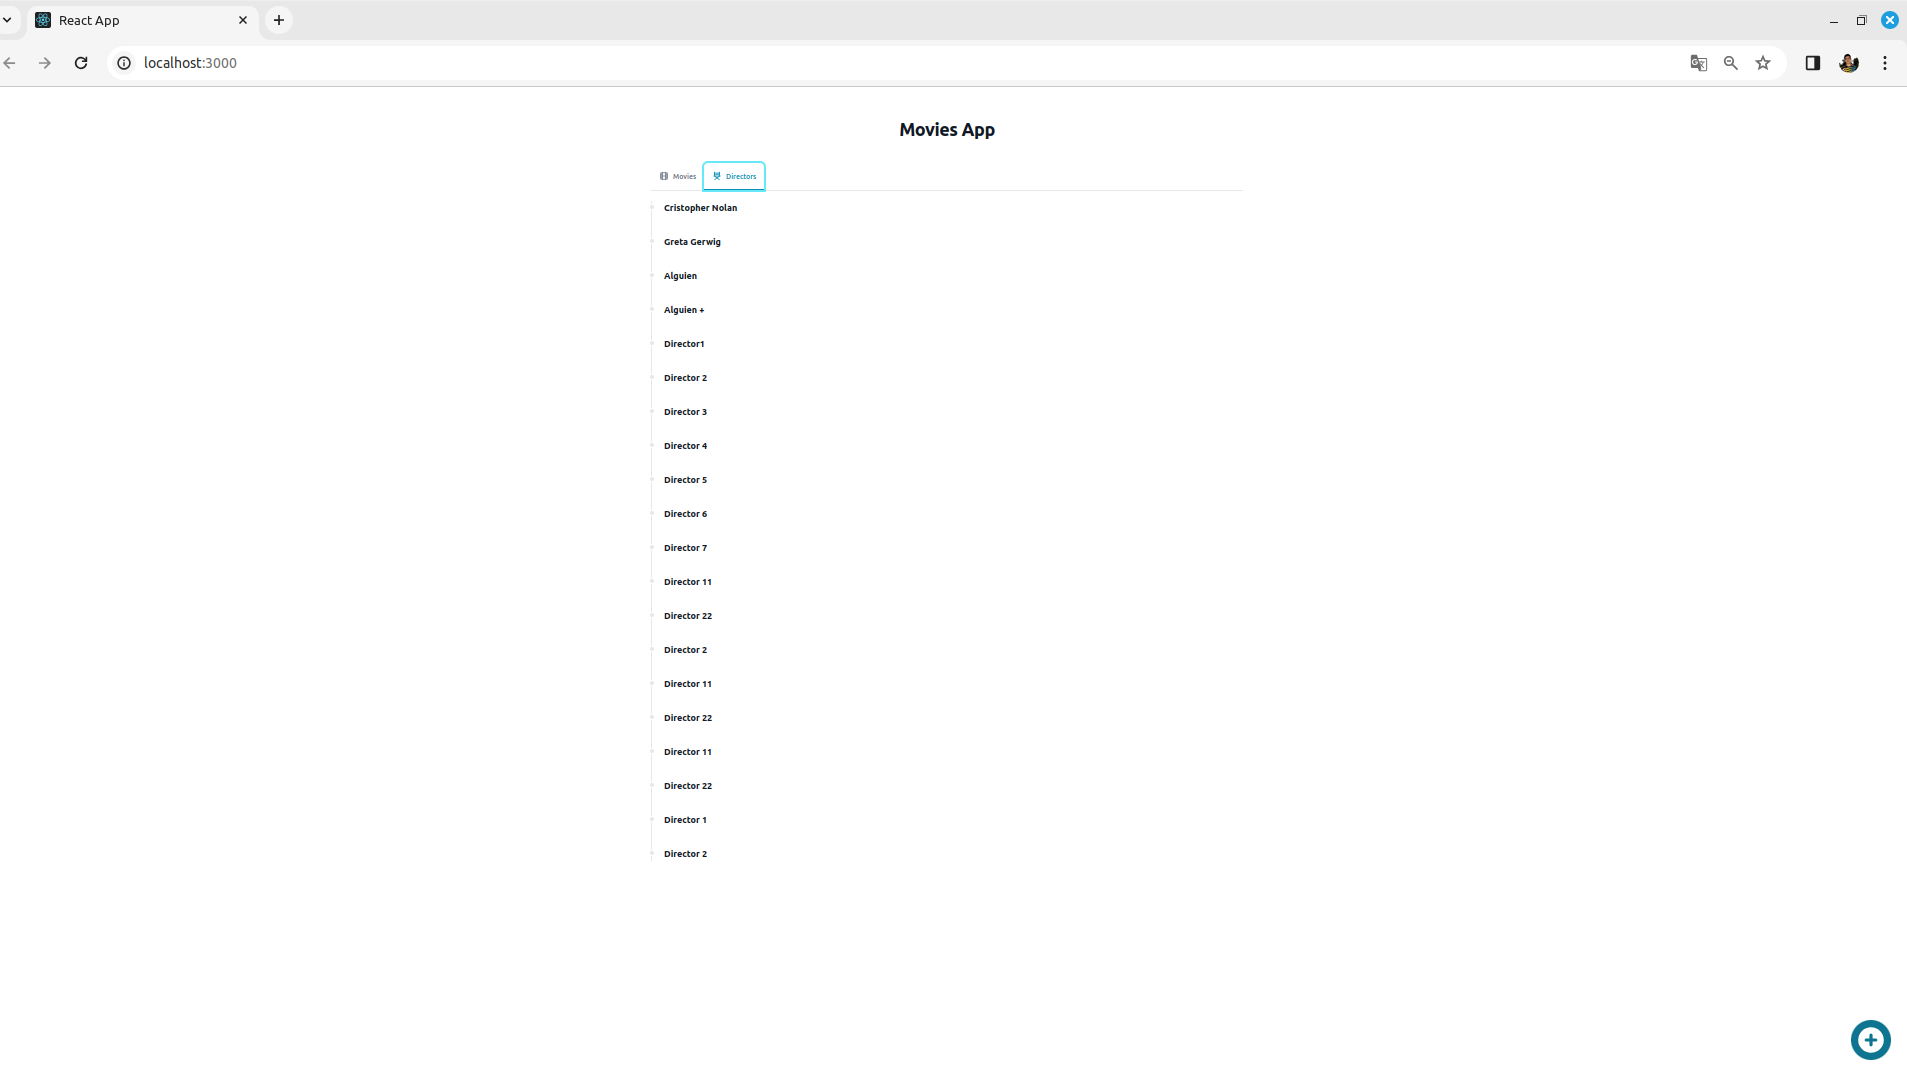 React App
localhost:3000
Movies App
Movies Directors
Cristopher Nolan
Greta Gerwig
Alguien
Alguien +
Director1
Director 2
Director 3
Director 4
Director 5
Director 6
Director 7
Director 11
Director 22
Director 2
Director 11
Director 22
Director 11
Director 22
Director 1
Director 2